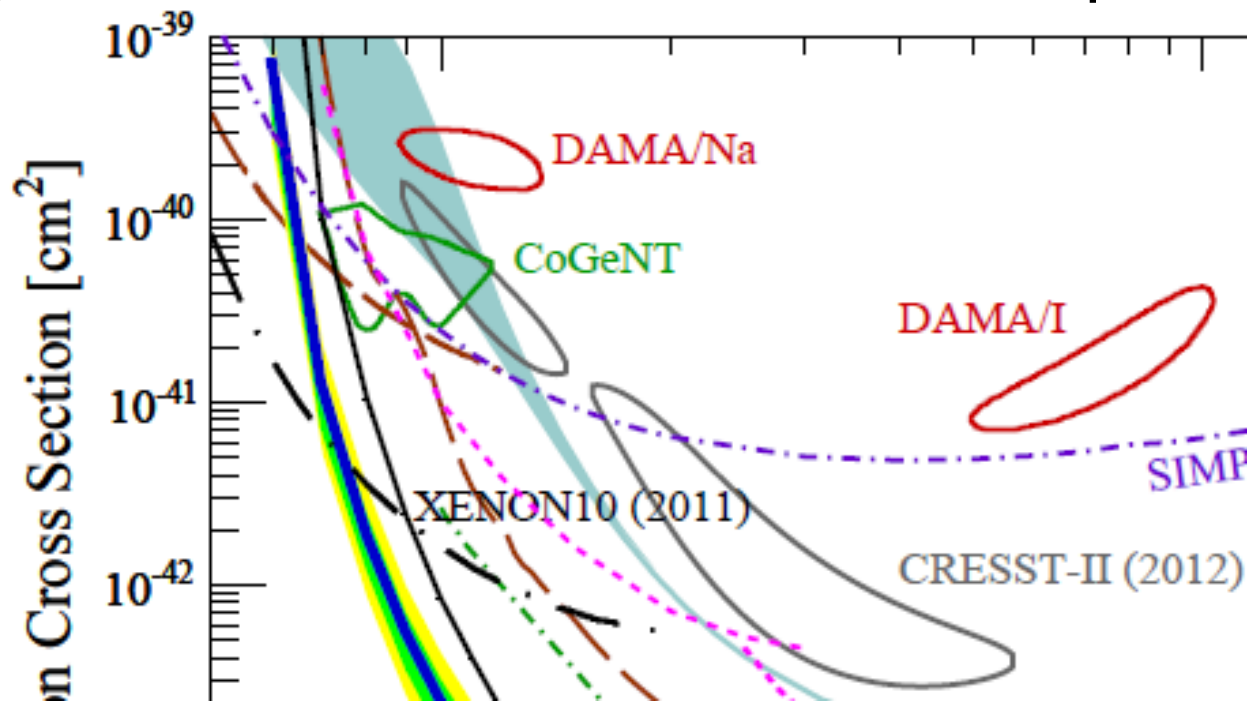 10-39
DAMA/Na
10-40
CoGeNT
DAMA/I
10-41
SIMP
XENON10 (2011)
CRESST-II (2012)
10-42
on Cross Section [cm2]